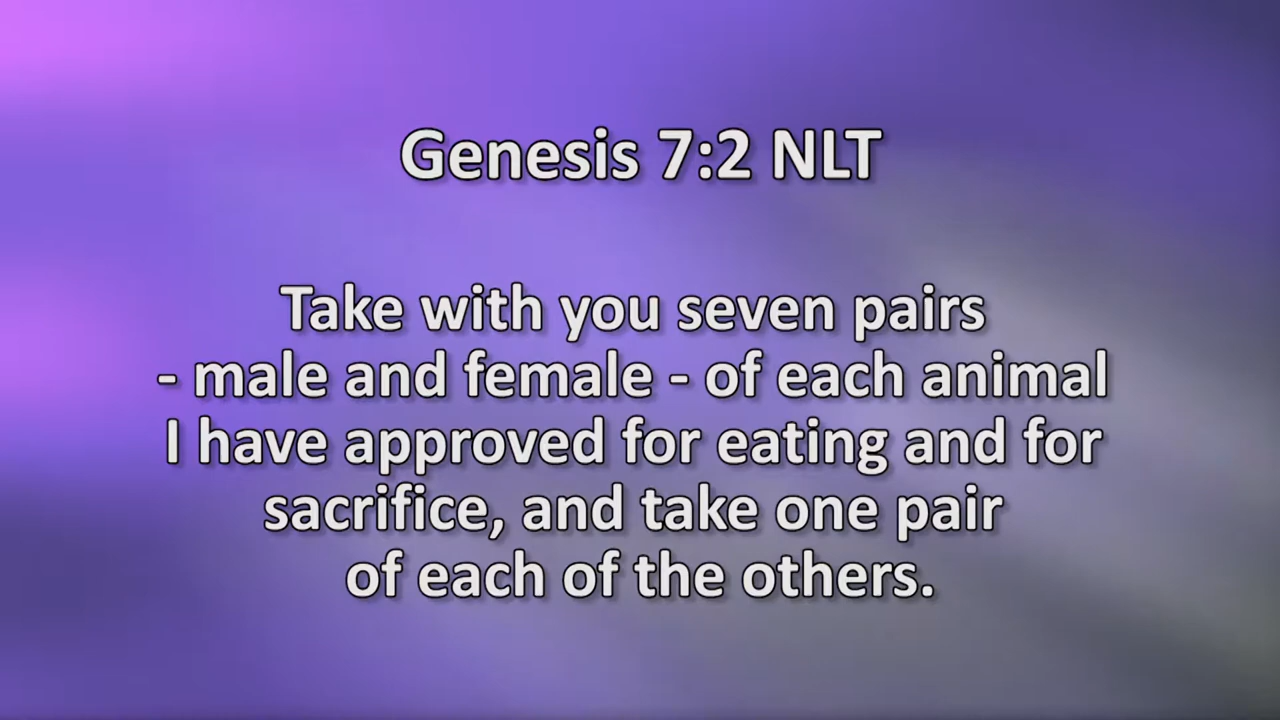 Genesis 7:2 NLT
Take with you seven pairs
- male and female - of each animal
I have approved for eating and for
sacrifice, and take one pair
of each of the others.